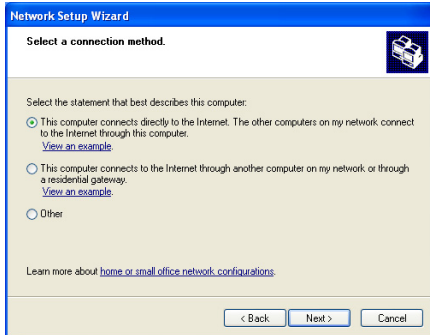 Network Setup Wizard
Select a connection method.
Select the statement that best describes this computer:
This computer connects directly to the Internet. The other computers on my network connect
to the Internet through this computer.
View an example.
This computer connects to the Internet through another computer on my network or through
a residential gateway.
View an example.
Other
Learn more about home or small office network configurations.
< Back Next > Cancel